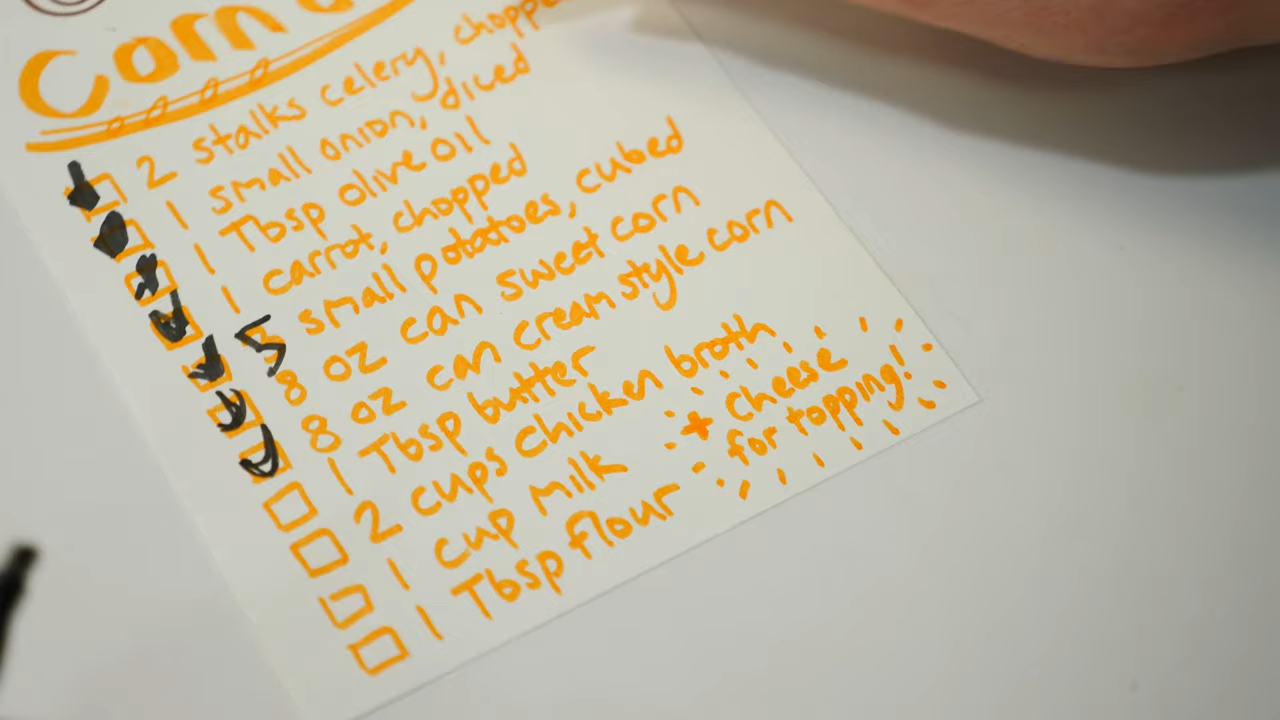 Corn
2 stalks celery, chopped
1 small onion, diced
1 Tbsp olive oil
1 carrot, chopped
5 small potatoes, cubed
8 oz can sweet corn
8 oz can cream style corn
1 Tbsp butter
2 cups chicken broth
1 cup milk
1 Tbsp flour
+ cheese
for topping!